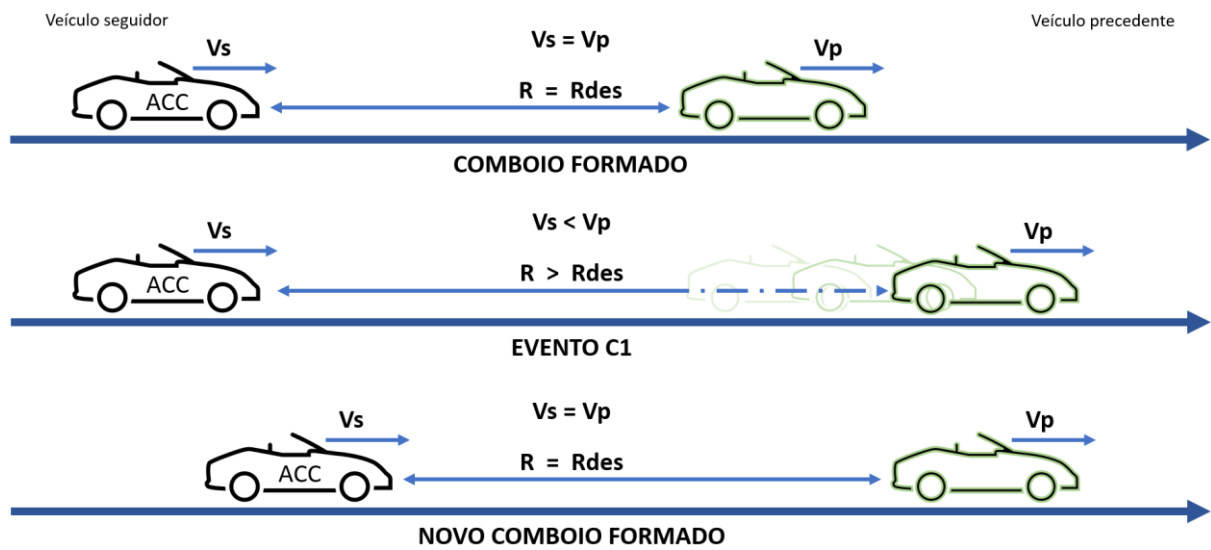 Veículo seguidor
Veículo precedente
Vs
Vs = Vp
Vp
ACC
R = Rdes
COMBOIO FORMADO
Vs
Vs < Vp
Vp
ACC
R > Rdes
EVENTO C1
Vs
Vs = Vp
Vp
ACC
R = Rdes
NOVO COMBOIO FORMADO